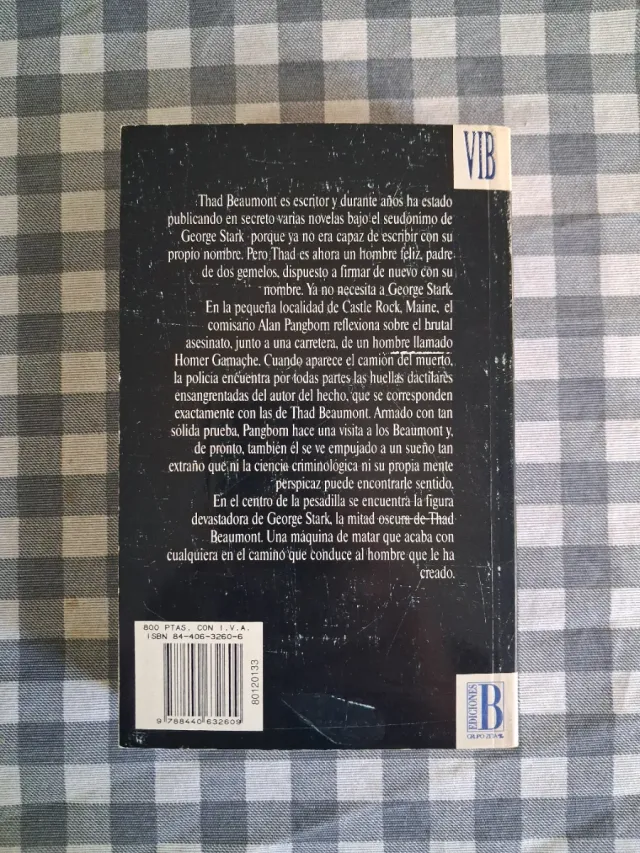 VIB
Thad Beaumont es escritor y durante años ha estado
publicando en secreto varias novelas bajo el seudónimo de
George Stark porque ya no era capaz de escribir con su
propio nombre. Pero Thad es ahora un hombre feliz, padre
de dos gemelos, dispuesto a firmar de nuevo con su
nombre. Ya no necesita a George Stark.
En la pequeña localidad de Castle Rock, Maine, el
comisario Alan Pangborn reflexiona sobre el brutal
asesinato, junto a una carretera, de un hombre llamado
Homer Gamache. Cuando aparece el camión del muerto,
la policía encuentra por todas partes las huellas dactilares
ensangrentadas del autor del hecho, que se corresponden
exactamente con las de Thad Beaumont. Armado con tan
sólida prueba, Pangborn hace una visita a los Beaumont y,
de pronto, también él se ve empujado a un sueño tan
extraño que ni la ciencia criminológica ni su propia mente
perspicaz puede encontrarle sentido.
En el centro de la pesadilla se encuentra la figura
devastadora de George Stark, la mitad oscura de Thad
Beaumont. Una máquina de matar que acaba con
cualquiera en el camino que conduce al hombre que le ha
creado.
800 PTAS. CON I.V.A.
ISBN 84-406-3260-6
9 788440 632609
80120133
EDICIONES
B
GRUPO ZETA